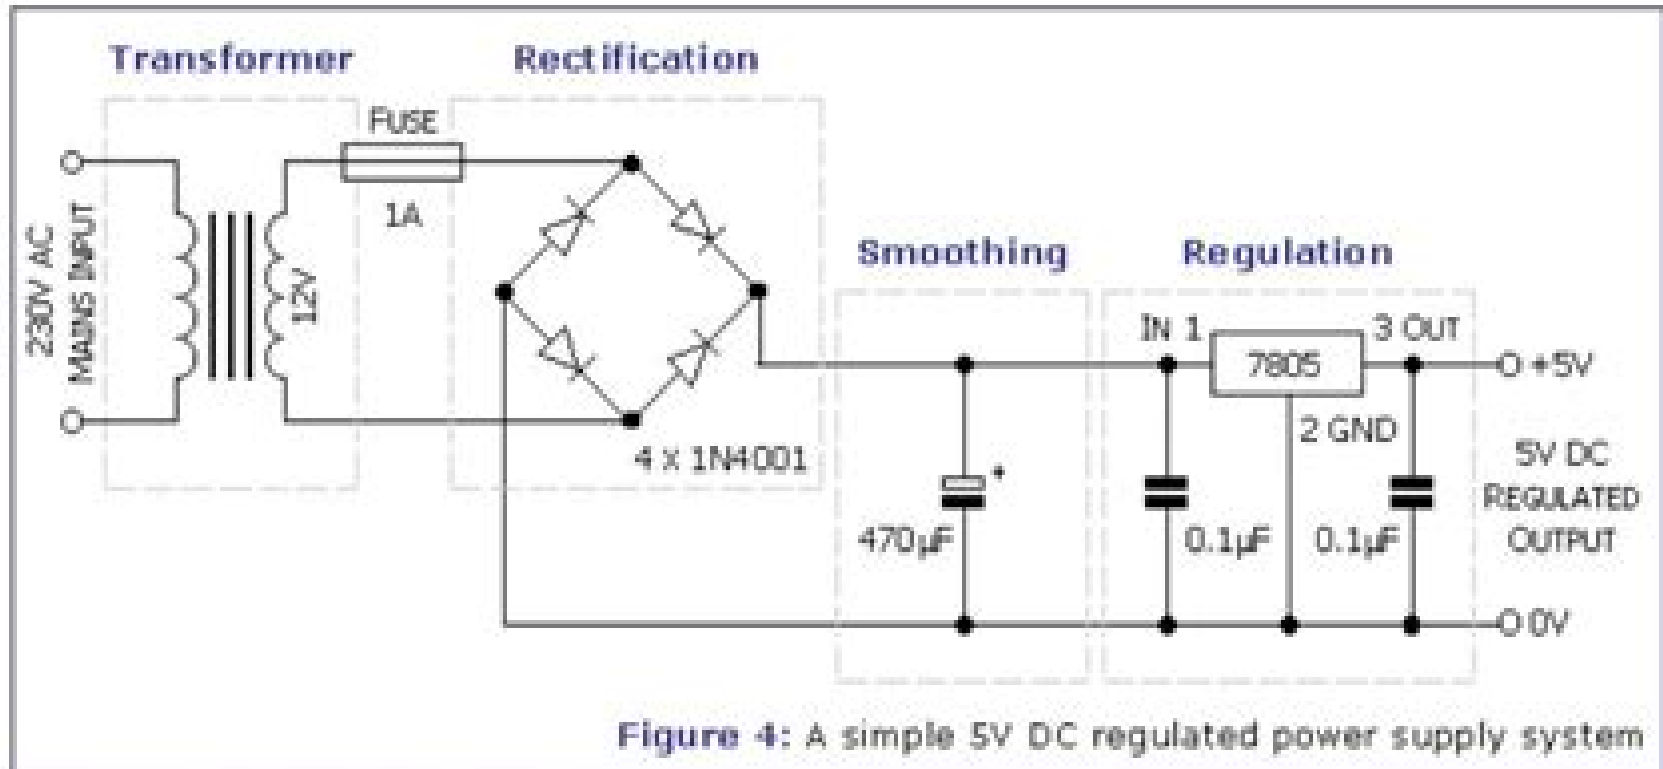 Transformer
Rectification
FUSE
1A
230V AC
MAINS INPUT
12V
4 X 1N4001
Smoothing
Regulation
IN 1
7805
3 OUT
+5V
2 GND
+
470µF
0.1µF
0.1µF
5V DC
REGULATED
OUTPUT
0V
Figure 4: A simple 5V DC regulated power supply system